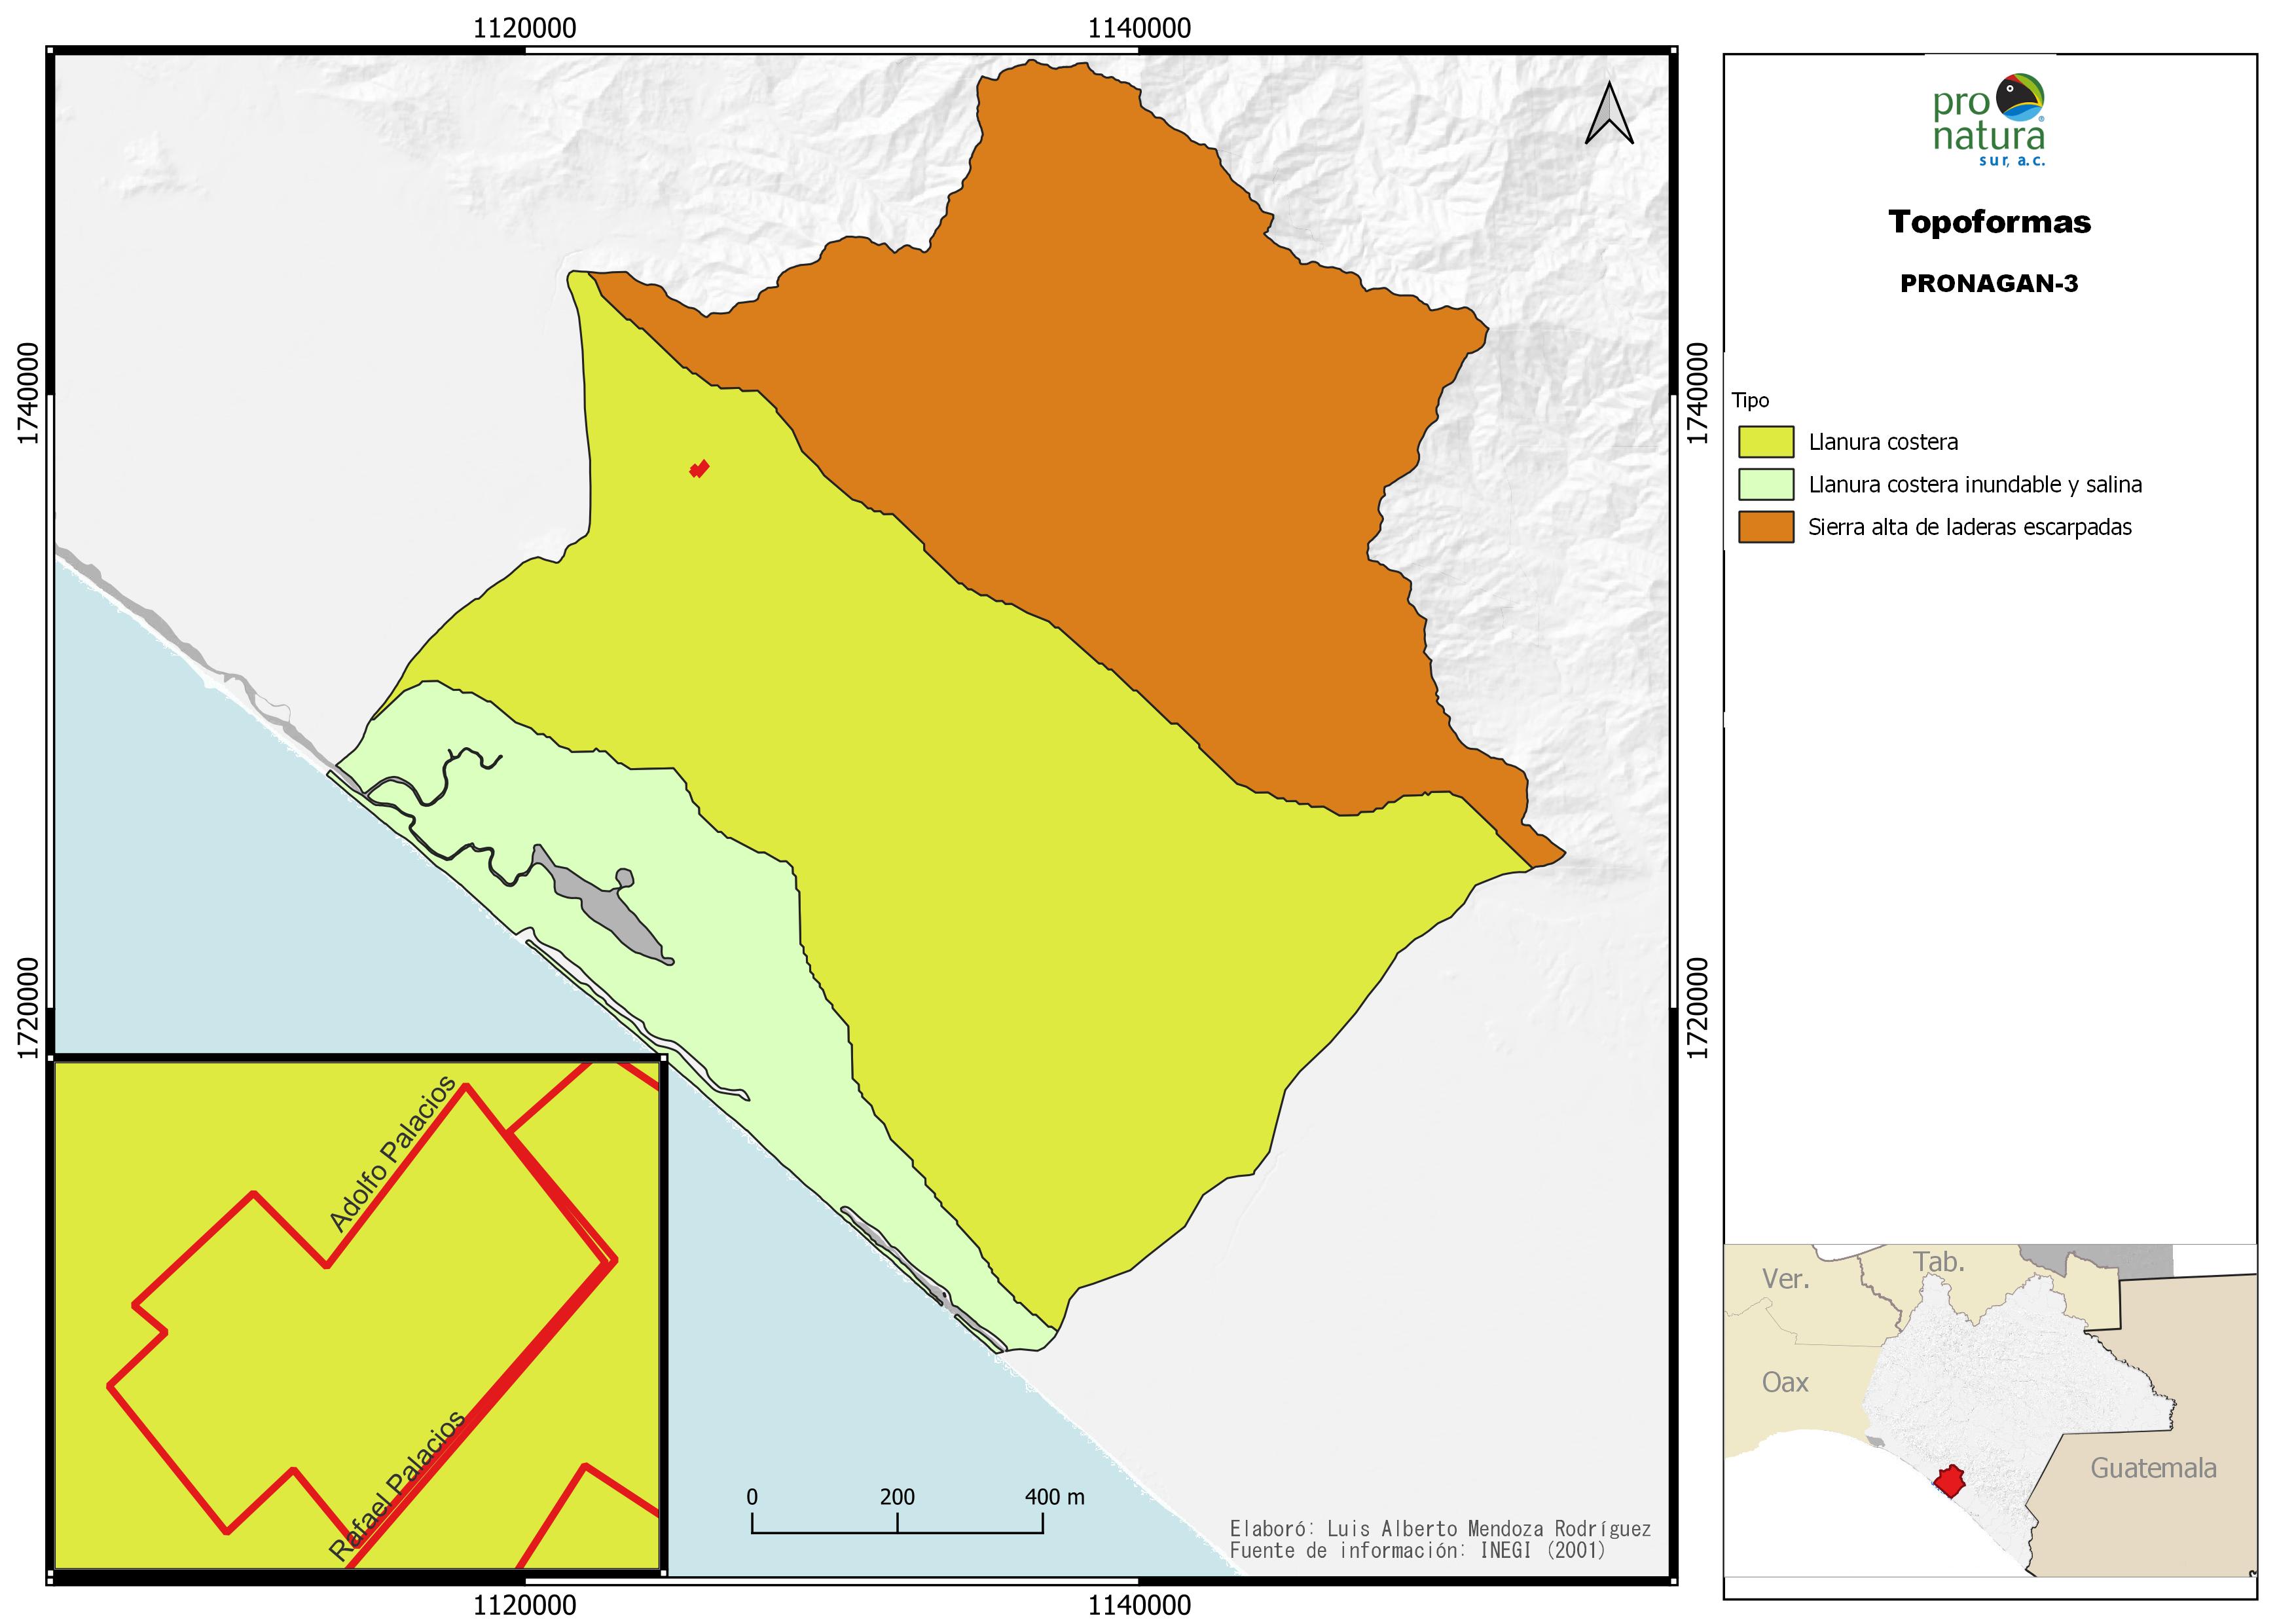 1120000
1140000
1740000
1740000
1720000
1720000
1120000
1140000
Adolfo Palacios
Rafael Palacios
0 200 400 m
Elaboró: Luis Alberto Mendoza Rodríguez
Fuente de información: INEGI (2001)
pro
natura®
sur, a.c.
Topoformas
PRONAGAN-3
Tipo
Llanura costera
Llanura costera inundable y salina
Sierra alta de laderas escarpadas
Ver.
Tab.
Oax
Guatemala